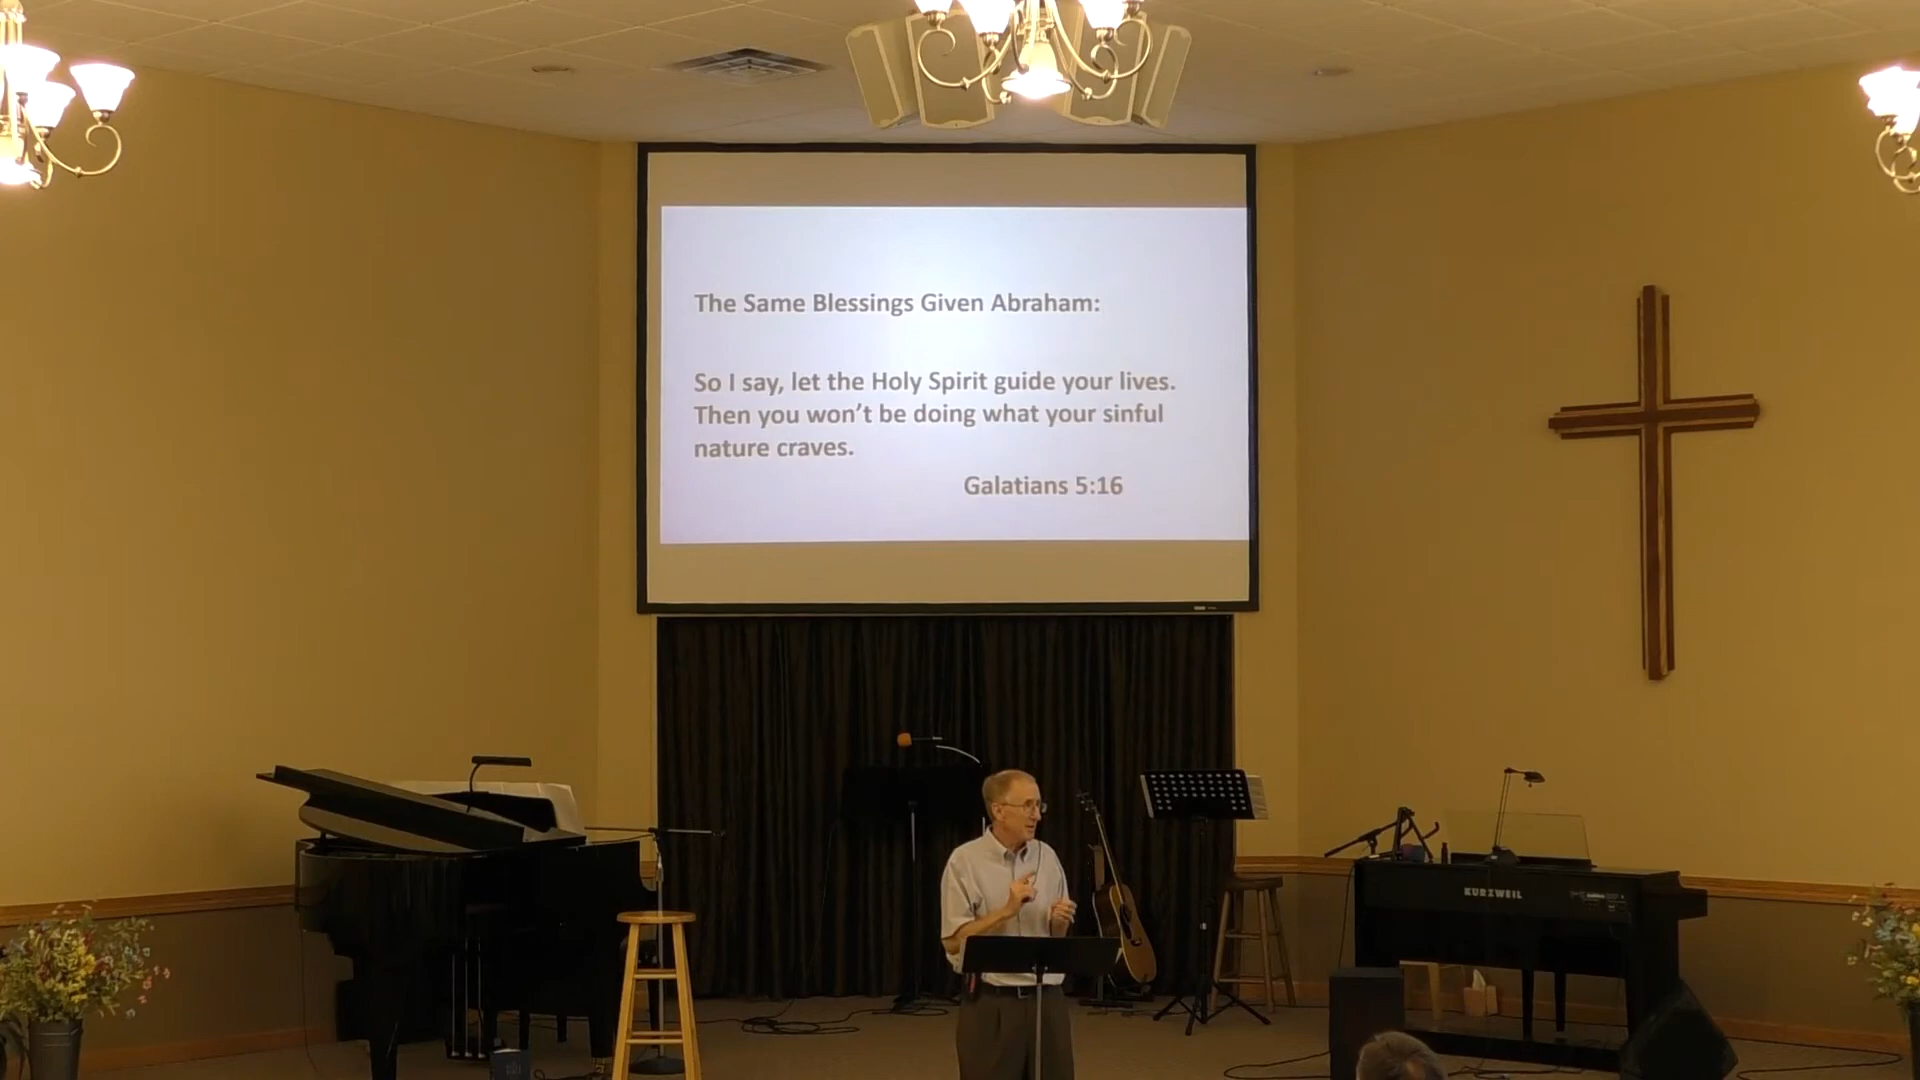 The Same Blessings Given Abraham:
So I say, let the Holy Spirit guide your lives.
Then you won't be doing what your sinful
nature craves.
Galatians 5:16
KURZWEIL